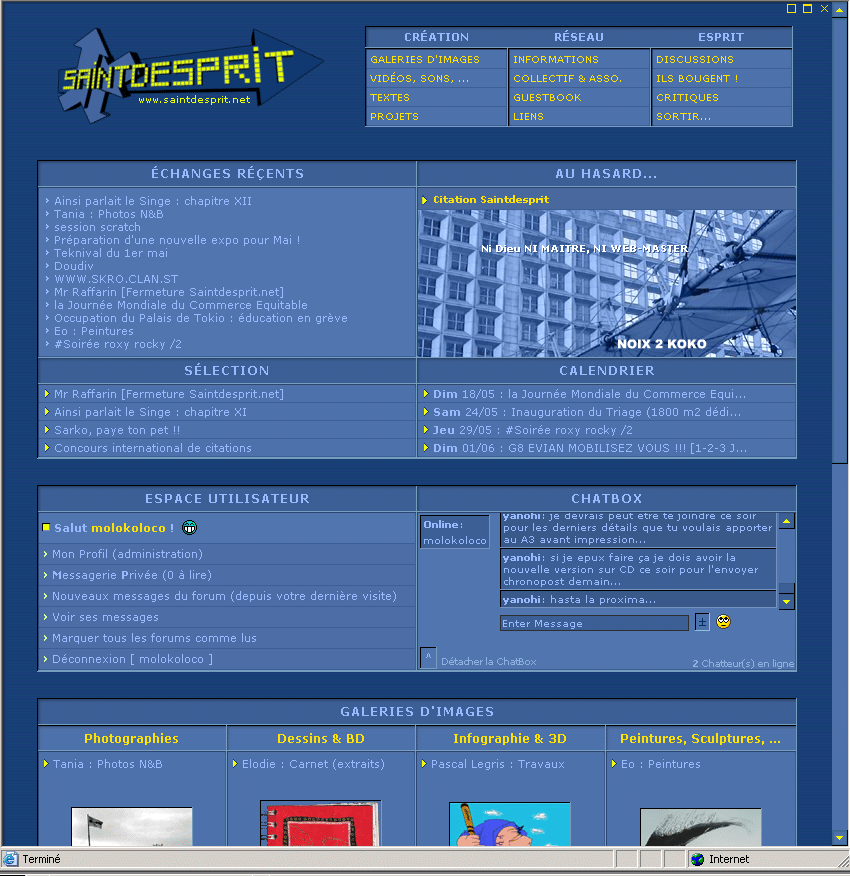 SAINTDESPRIT
www.saintdesprit.net
CRÉATION
GALERIES D'IMAGES
VIDÉOS, SONS, ...
TEXTES
PROJETS
RÉSEAU
INFORMATIONS
COLLECTIF & ASSO.
GUESTBOOK
LIENS
ESPRIT
DISCUSSIONS
ILS BOUGENT !
CRITIQUES
SORTIR...
ÉCHANGES RÉÇENTS
Ainsi parlait le Singe : chapitre XII
Tania : Photos N&B
session scratch
Préparation d'une nouvelle expo pour Mai !
Teknival du 1er mai
Doudiv
WWW.SKRO.CLAN.ST
Mr Raffarin [Fermeture Saintdesprit.net]
la Journée Mondiale du Commerce Equitable
Occupation du Palais de Tokio : éducation en grève
Eo : Peintures
#Soirée roxy rocky /2
AU HASARD...
Citation Saintdesprit
Ni Dieu NI MAITRE, NI WEB-MASTER
NOIX 2 KOKO
SÉLECTION
Mr Raffarin [Fermeture Saintdesprit.net]
Ainsi parlait le Singe : chapitre XI
Sarko, paye ton pet !!
Concours international de citations
CALENDRIER
Dim 18/05 : la Journée Mondiale du Commerce Equi...
Sam 24/05 : Inauguration du Triage (1800 m2 dédi...
Jeu 29/05 : #Soirée roxy rocky /2
Dim 01/06 : G8 EVIAN MOBILISEZ VOUS !!! [1-2-3 J...
ESPACE UTILISATEUR
Salut molokoloco !
Mon Profil (administration)
Messagerie Privée (0 à lire)
Nouveaux messages du forum (depuis votre dernière visite)
Voir ses messages
Marquer tous les forums comme lus
Déconnexion [ molokoloco ]
CHATBOX
Online:
molokoloco
yanohi: je devrais peut etre te joindre ce soir
pour les derniers détails que tu voulais apporter
au A3 avant impression...
yanohi: si je epux faire ça je dois avoir la
nouvelle version sur CD ce soir pour l'envoyer
chronopost demain...
yanohi: hasta la proxima...
Enter Message
±
^ Détacher la ChatBox
2 Chatteur(s) en ligne
GALERIES D'IMAGES
Photographies
Dessins & BD
Infographie & 3D
Peintures, Sculptures, ...
Tania : Photos N&B
Elodie : Carnet (extraits)
Pascal Legris : Travaux
Eo : Peintures
Terminé
Internet